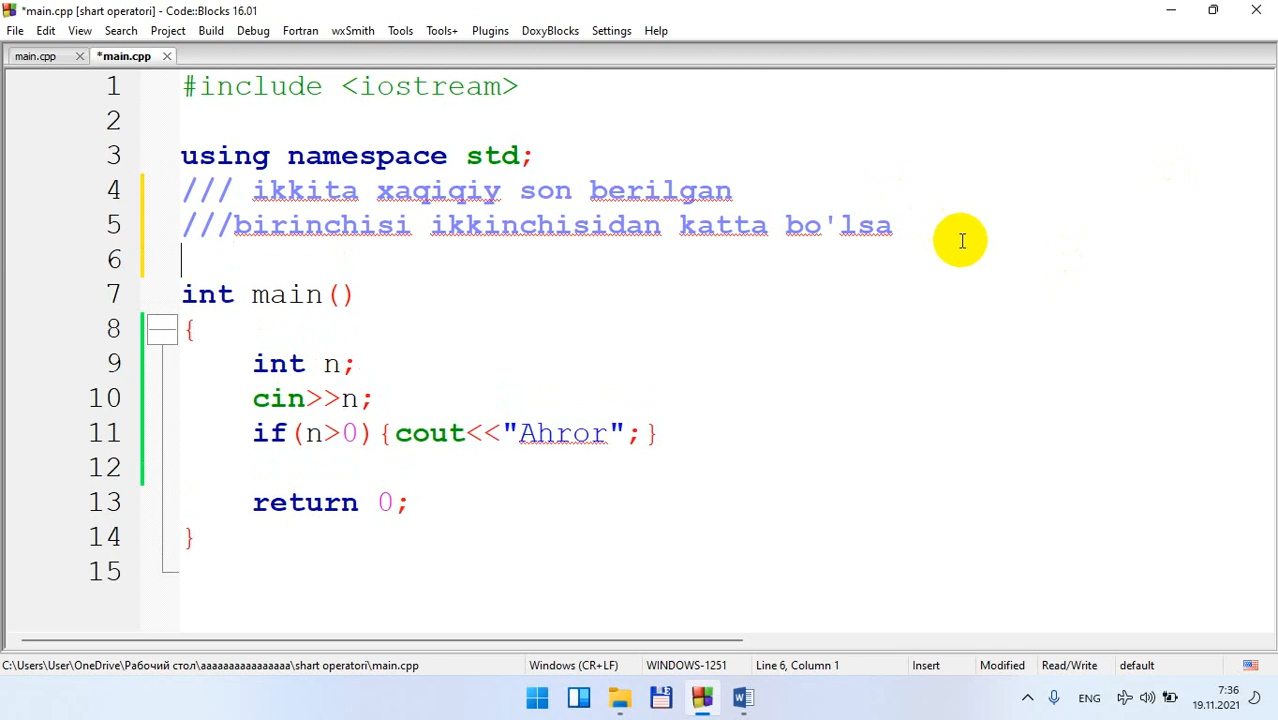 *main.cpp [shart operatori] - Code::Blocks 16.01
File Edit View Search Project Build Debug Fortran wxSmith Tools Tools+ Plugins DoxyBlocks Settings Help
main.cpp *main.cpp
1 #include <iostream>
2
3 using namespace std;
4 /// ikkita xaqiqiy son berilgan
5 ///birinchisi ikkinchisidan katta bo'lsa
6
7 int main()
8 {
9 int n;
10 cin>>n;
11 if(n>0){cout<<"Ahror";}
12
13 return 0;
14 }
15
C:\Users\User\OneDrive\Рабочий стол\aaaaaaaaaaaaaaaa\shart operatori\main.cpp Windows (CR+LF) WINDOWS-1251 Line 6, Column 1 Insert Modified Read/Write default
ENG 7:36
19.11.2021